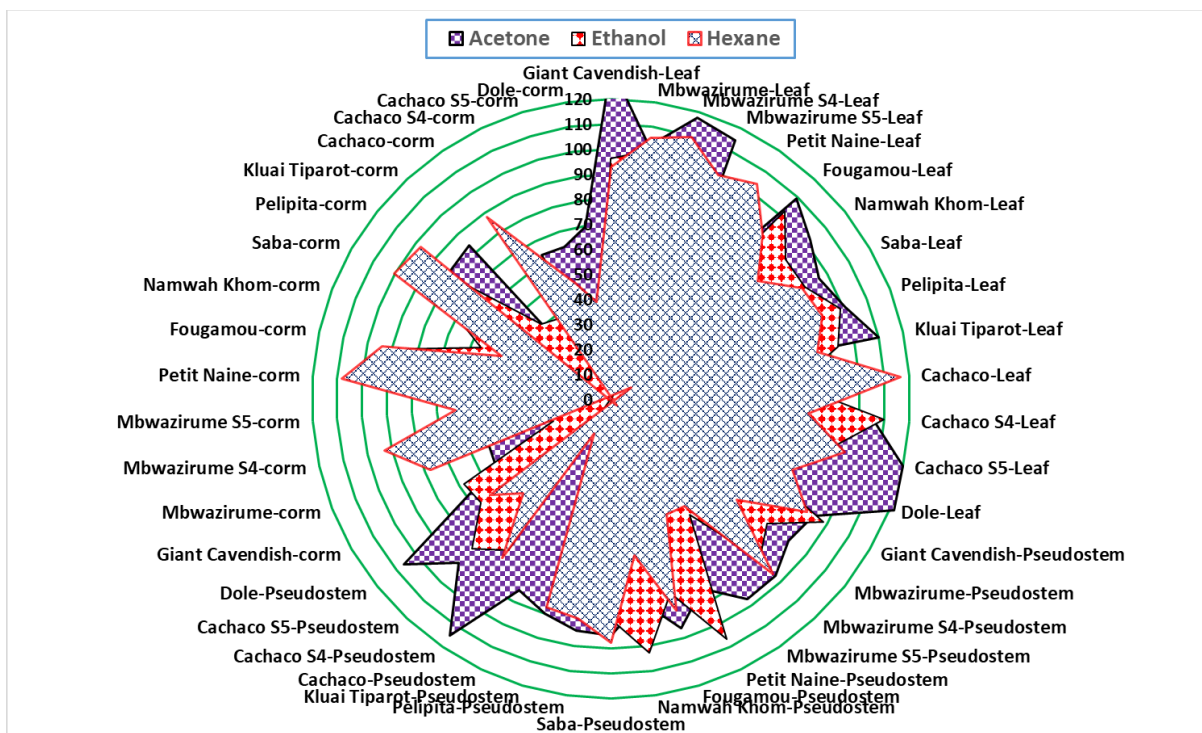 Acetone Ethanol Hexane
Giant Cavendish-Leaf
Mbwazirume-Leaf
Mbwazirume S4-Leaf
Mbwazirume S5-Leaf
Petit Naine-Leaf
Fougamou-Leaf
Namwah Khom-Leaf
Saba-Leaf
Pelipita-Leaf
Kluai Tiparot-Leaf
Cachaco-Leaf
Cachaco S4-Leaf
Cachaco S5-Leaf
Dole-Leaf
Giant Cavendish-Pseudostem
Mbwazirume-Pseudostem
Mbwazirume S4-Pseudostem
Mbwazirume S5-Pseudostem
Petit Naine-Pseudostem
Fougamou-Pseudostem
Namwah Khom-Pseudostem
Saba-Pseudostem
Pelipita-Pseudostem
Kluai Tiparot-Pseudostem
Cachaco-Pseudostem
Cachaco S4-Pseudostem
Cachaco S5-Pseudostem
Dole-Pseudostem
Giant Cavendish-corm
Mbwazirume-corm
Mbwazirume S4-corm
Mbwazirume S5-corm
Petit Naine-corm
Fougamou-corm
Namwah Khom-corm
Saba-corm
Pelipita-corm
Kluai Tiparot-corm
Cachaco-corm
Cachaco S4-corm
Cachaco S5-corm
Dole-corm
120
110
100
90
80
70
60
50
40
30
20
10
0